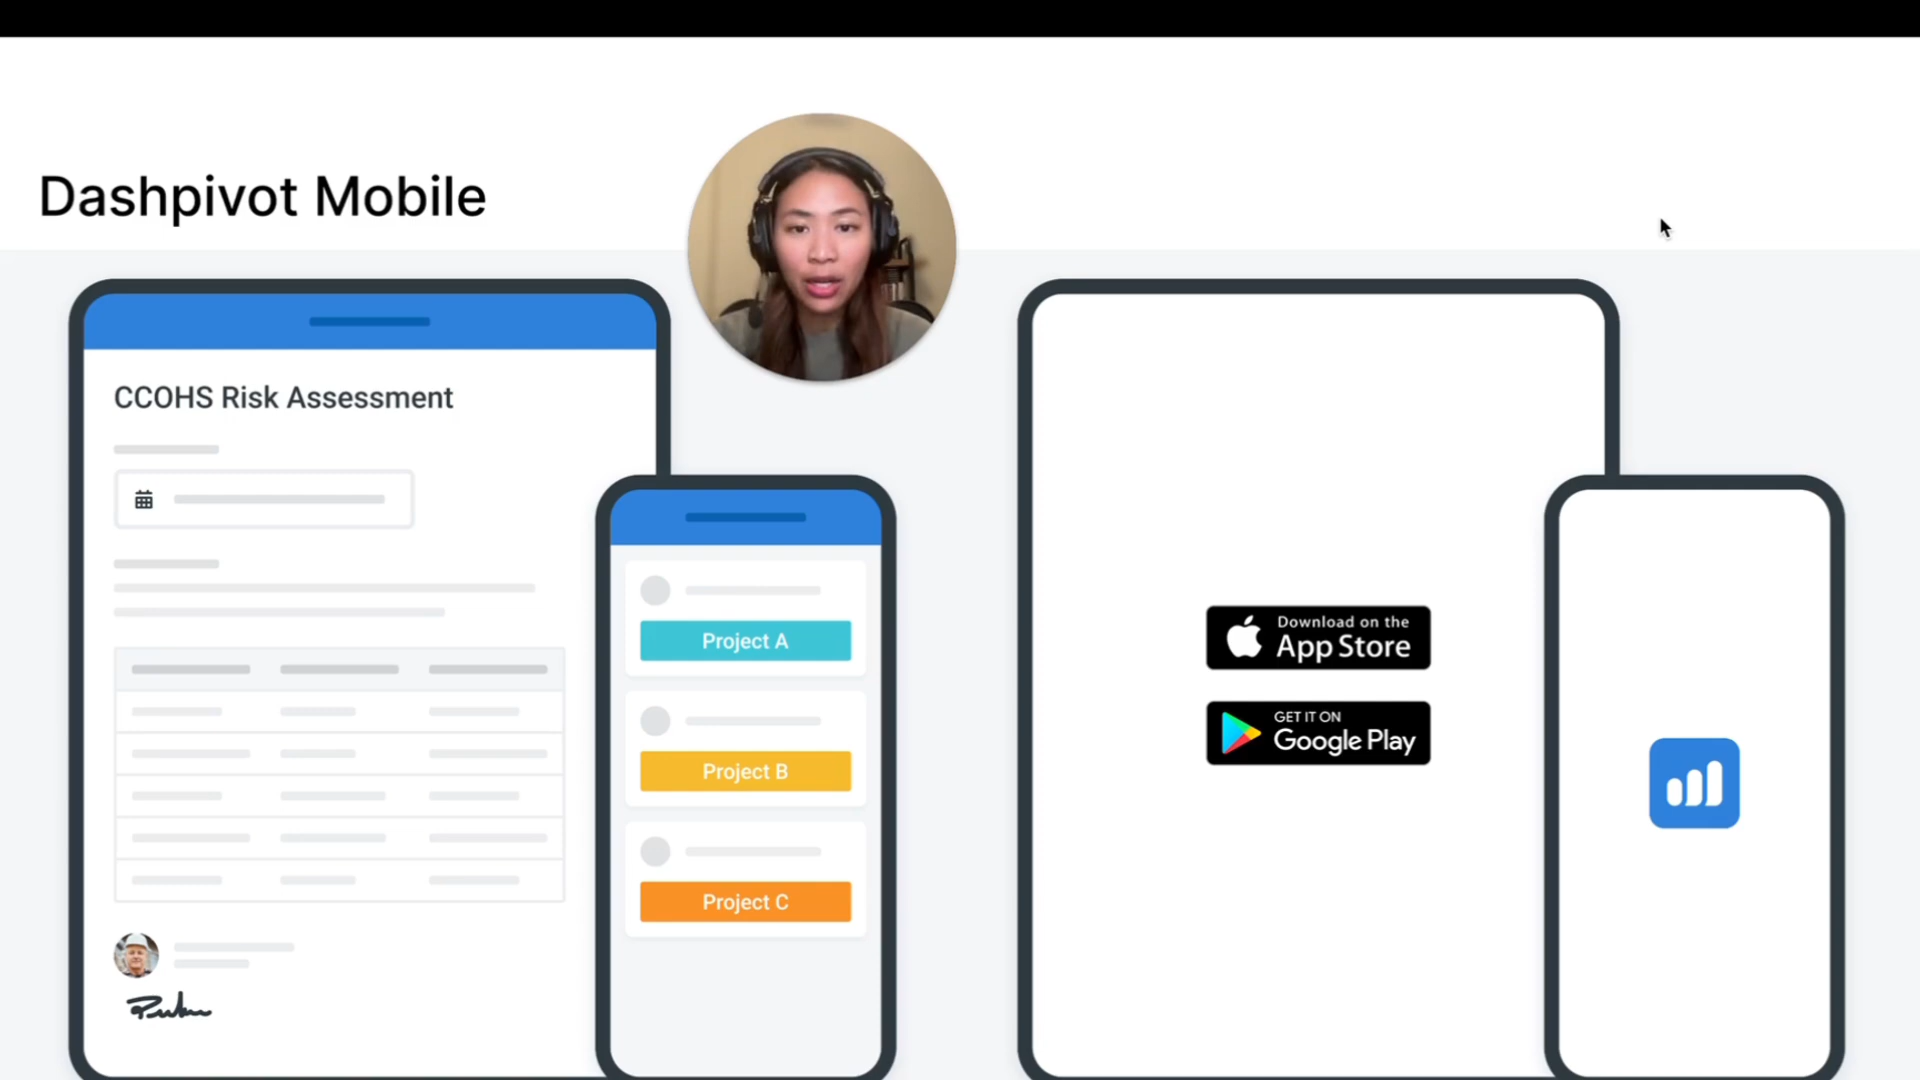 Dashpivot Mobile
CCOHS Risk Assessment
Project A
Project B
Project C
Download on the
App Store
GET IT ON
Google Play